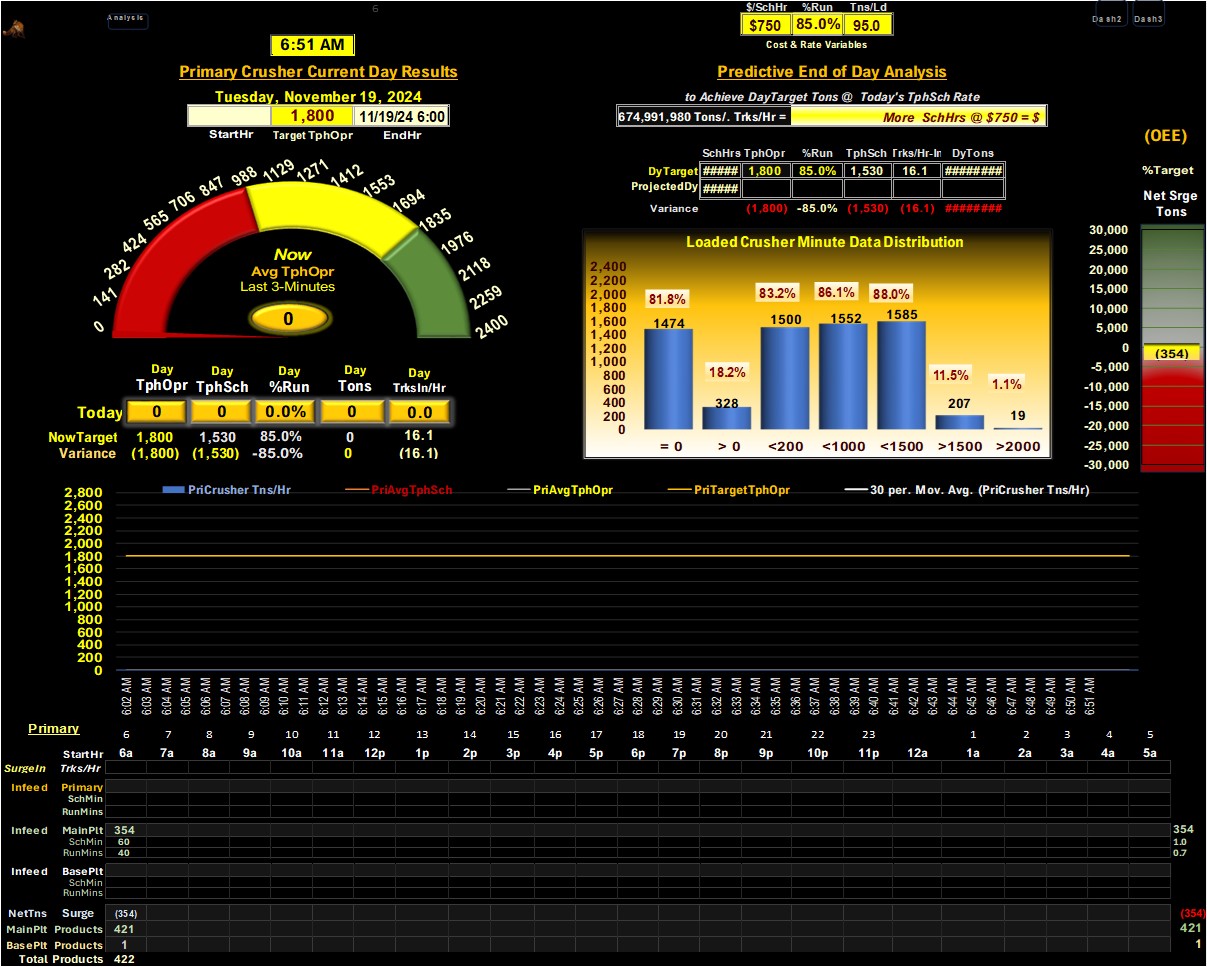 6
Analysis
$/SchHr %Run Tns/Ld
$750 85.0% 95.0
Cost & Rate Variables
Dash2 Dash3
6:51 AM
Primary Crusher Current Day Results
Tuesday, November 19, 2024
1,800 11/19/24 6:00
StartHr Target TphOpr EndHr
0 141 282 424 565 706 847 988 1129 1271 1412 1553 1694 1835 1976 2118 2259 2400
Now
Avg TphOpr
Last 3-Minutes
0
Day Day Day Day Day
TphOpr TphSch %Run Tons TrksIn/Hr
Today 0 0 0.0% 0 0.0
NowTarget 1,800 1,530 85.0% 0 16.1
Variance (1,800) (1,530) -85.0% 0 (16.1)
Predictive End of Day Analysis
to Achieve DayTarget Tons @ Today's TphSch Rate
674,991,980 Tons/. Trks/Hr = More SchHrs @ $750 = $
SchHrs TphOpr %Run TphSch Trks/Hr-In DyTons
DyTarget ##### 1,800 85.0% 1,530 16.1 ########
ProjectedDy #####
Variance (1,800) -85.0% (1,530) (16.1) ########
Loaded Crusher Minute Data Distribution
2,400
2,200
2,000
1,800
1,600
1,400
1,200
1,000
800
600
400
200
0
81.8% 18.2% 83.2% 86.1% 88.0% 11.5% 1.1%
1474 328 1500 1552 1585 207 19
= 0 > 0 <200 <1000 <1500 >1500 >2000
(OEE)
%Target
Net Srge
Tons
30,000
25,000
20,000
15,000
10,000
5,000
0
(354)
-5,000
-10,000
-15,000
-20,000
-25,000
-30,000
PriCrusher Tns/Hr PriAvgTphSch PriAvgTphOpr PriTargetTphOpr 30 per. Mov. Avg. (PriCrusher Tns/Hr)
2,800
2,600
2,400
2,200
2,000
1,800
1,600
1,400
1,200
1,000
800
600
400
200
0
6:02 AM 6:03 AM 6:04 AM 6:05 AM 6:06 AM 6:07 AM 6:08 AM 6:09 AM 6:10 AM 6:11 AM 6:12 AM 6:13 AM 6:14 AM 6:15 AM 6:16 AM 6:17 AM 6:18 AM 6:19 AM 6:20 AM 6:21 AM 6:22 AM 6:23 AM 6:24 AM 6:25 AM 6:26 AM 6:27 AM 6:28 AM 6:29 AM 6:30 AM 6:31 AM 6:32 AM 6:33 AM 6:34 AM 6:35 AM 6:36 AM 6:37 AM 6:38 AM 6:39 AM 6:40 AM 6:41 AM 6:43 AM 6:44 AM 6:45 AM 6:46 AM 6:47 AM 6:48 AM 6:49 AM 6:50 AM 6:51 AM
Primary
6 7 8 9 10 11 12 13 14 15 16 17 18 19 20 21 22 23 1 2 3 4 5
StartHr 6a 7a 8a 9a 10a 11a 12p 1p 2p 3p 4p 5p 6p 7p 8p 9p 10p 11p 12a 1a 2a 3a 4a 5a
SurgeIn Trks/Hr
Infeed Primary
SchMin
RunMins
Infeed MainPlt 354 354
SchMin 60 1.0
RunMins 40 0.7
Infeed BasePlt
SchMin
RunMins
NetTns Surge (354) (354)
MainPlt Products 421 421
BasePlt Products 1 1
Total Products 422